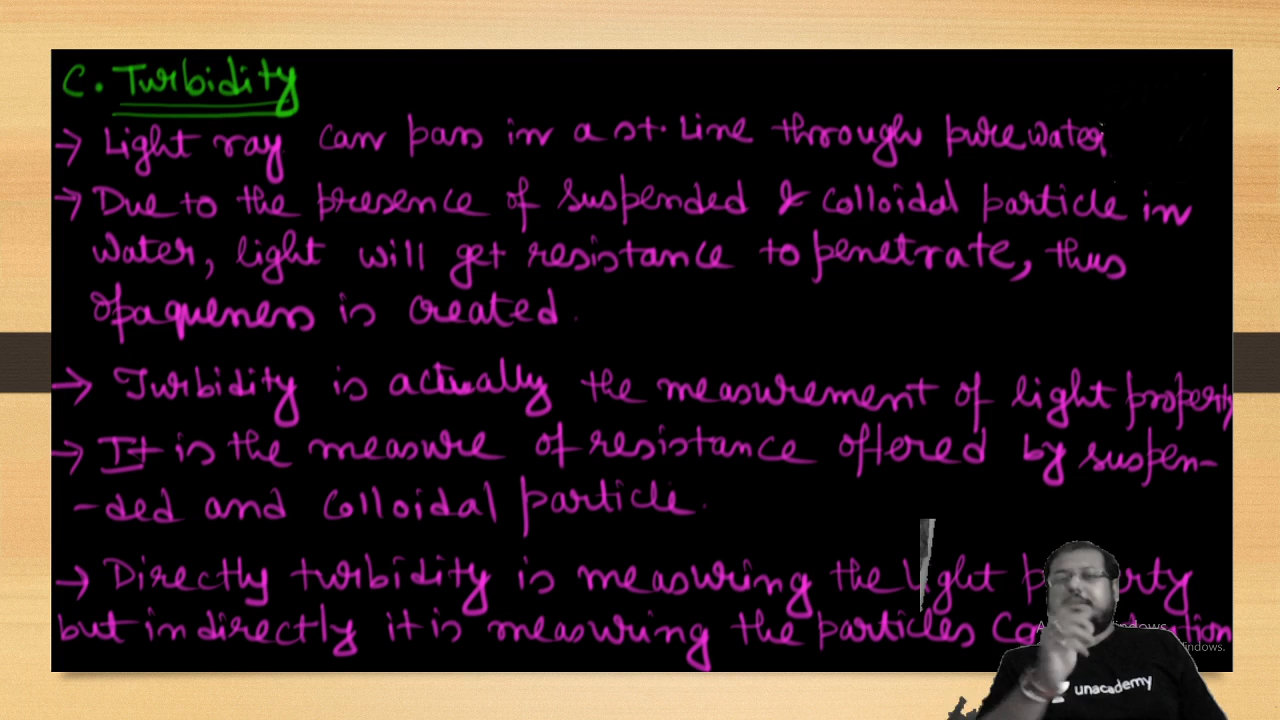 C. Turbidity
→ Light ray can pass in a st. Line through pure water
→ Due to the presence of suspended & colloidal particle in
water, light will get resistance to penetrate, thus
opaqueness is created.
→ Turbidity is actually the measurement of light property
→ It is the measure of resistance offered by suspen-
-ded and colloidal particle.
→ Directly turbidity is measuring the light
but indirectly it is measuring the particles
unacademy